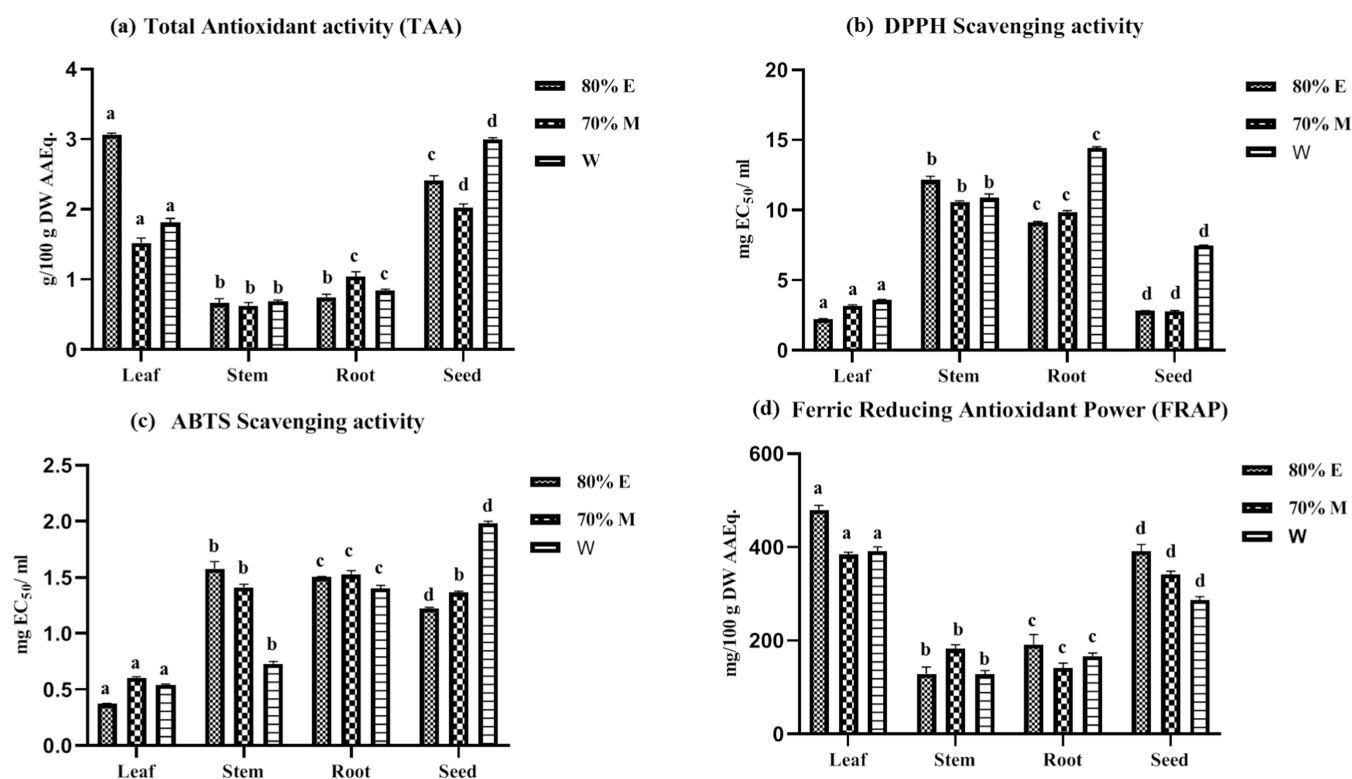 (a) Total Antioxidant activity (TAA)
4
3
2
1
0
g/100 g DW AAEq.
a
a
a
b
b
b
b
c
c
c
d
d
Leaf
Stem
Root
Seed
80% E
70% M
W
(b) DPPH Scavenging activity
20
15
10
5
0
mg EC50/ ml
a
a
a
b
b
b
c
c
c
d
d
d
Leaf
Stem
Root
Seed
80% E
70% M
W
(c) ABTS Scavenging activity
2.5
2.0
1.5
1.0
0.5
0.0
mg EC50/ ml
a
a
a
b
b
b
c
c
c
d
b
d
Leaf
Stem
Root
Seed
80% E
70% M
W
(d) Ferric Reducing Antioxidant Power (FRAP)
600
400
200
0
mg/100 g DW AAEq.
a
a
a
b
b
b
c
c
c
d
d
d
Leaf
Stem
Root
Seed
80% E
70% M
W